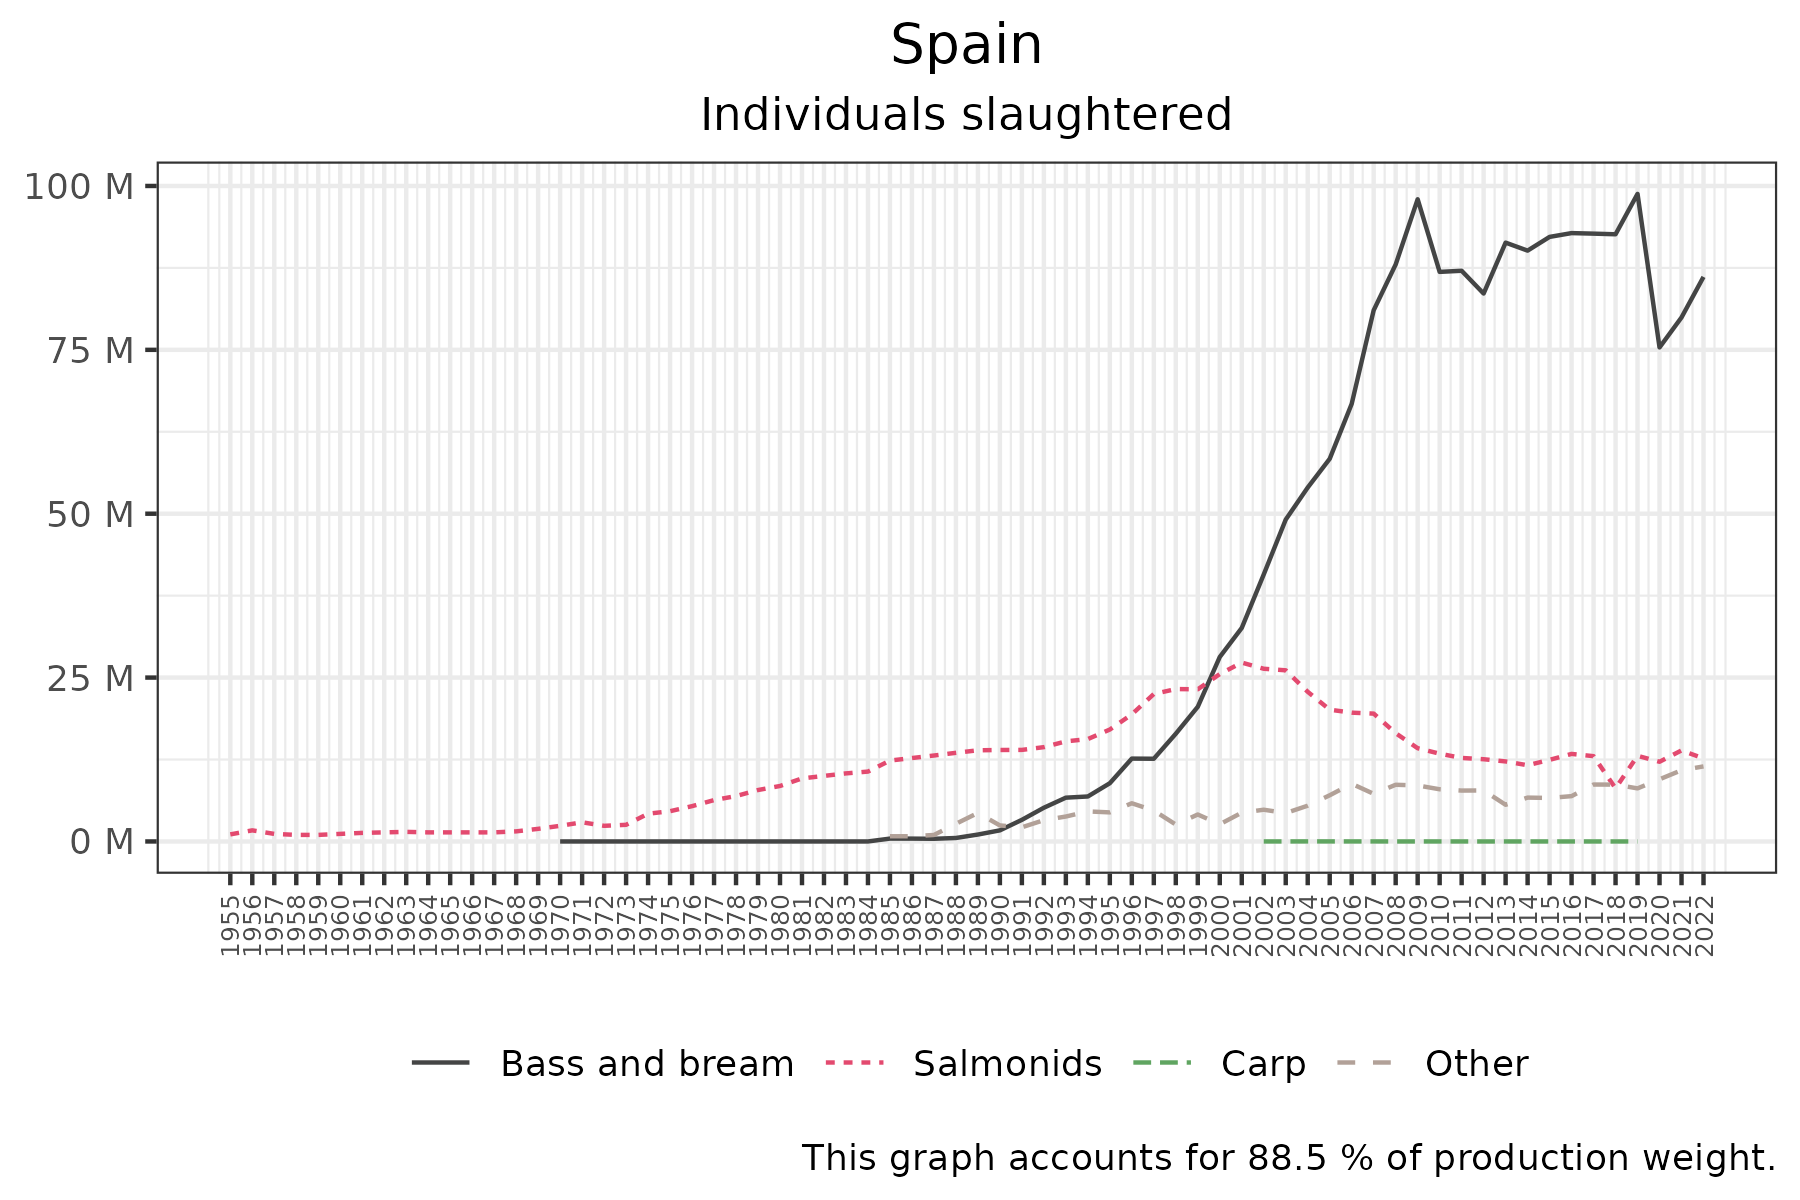 Spain
Individuals slaughtered
100 M
75 M
50 M
25 M
0 M
1955 1956 1957 1958 1959 1960 1961 1962 1963 1964 1965 1966 1967 1968 1969 1970 1971 1972 1973 1974 1975 1976 1977 1978 1979 1980 1981 1982 1983 1984 1985 1986 1987 1988 1989 1990 1991 1992 1993 1994 1995 1996 1997 1998 1999 2000 2001 2002 2003 2004 2005 2006 2007 2008 2009 2010 2011 2012 2013 2014 2015 2016 2017 2018 2019 2020 2021 2022
Bass and bream Salmonids Carp Other
This graph accounts for 88.5 % of production weight.